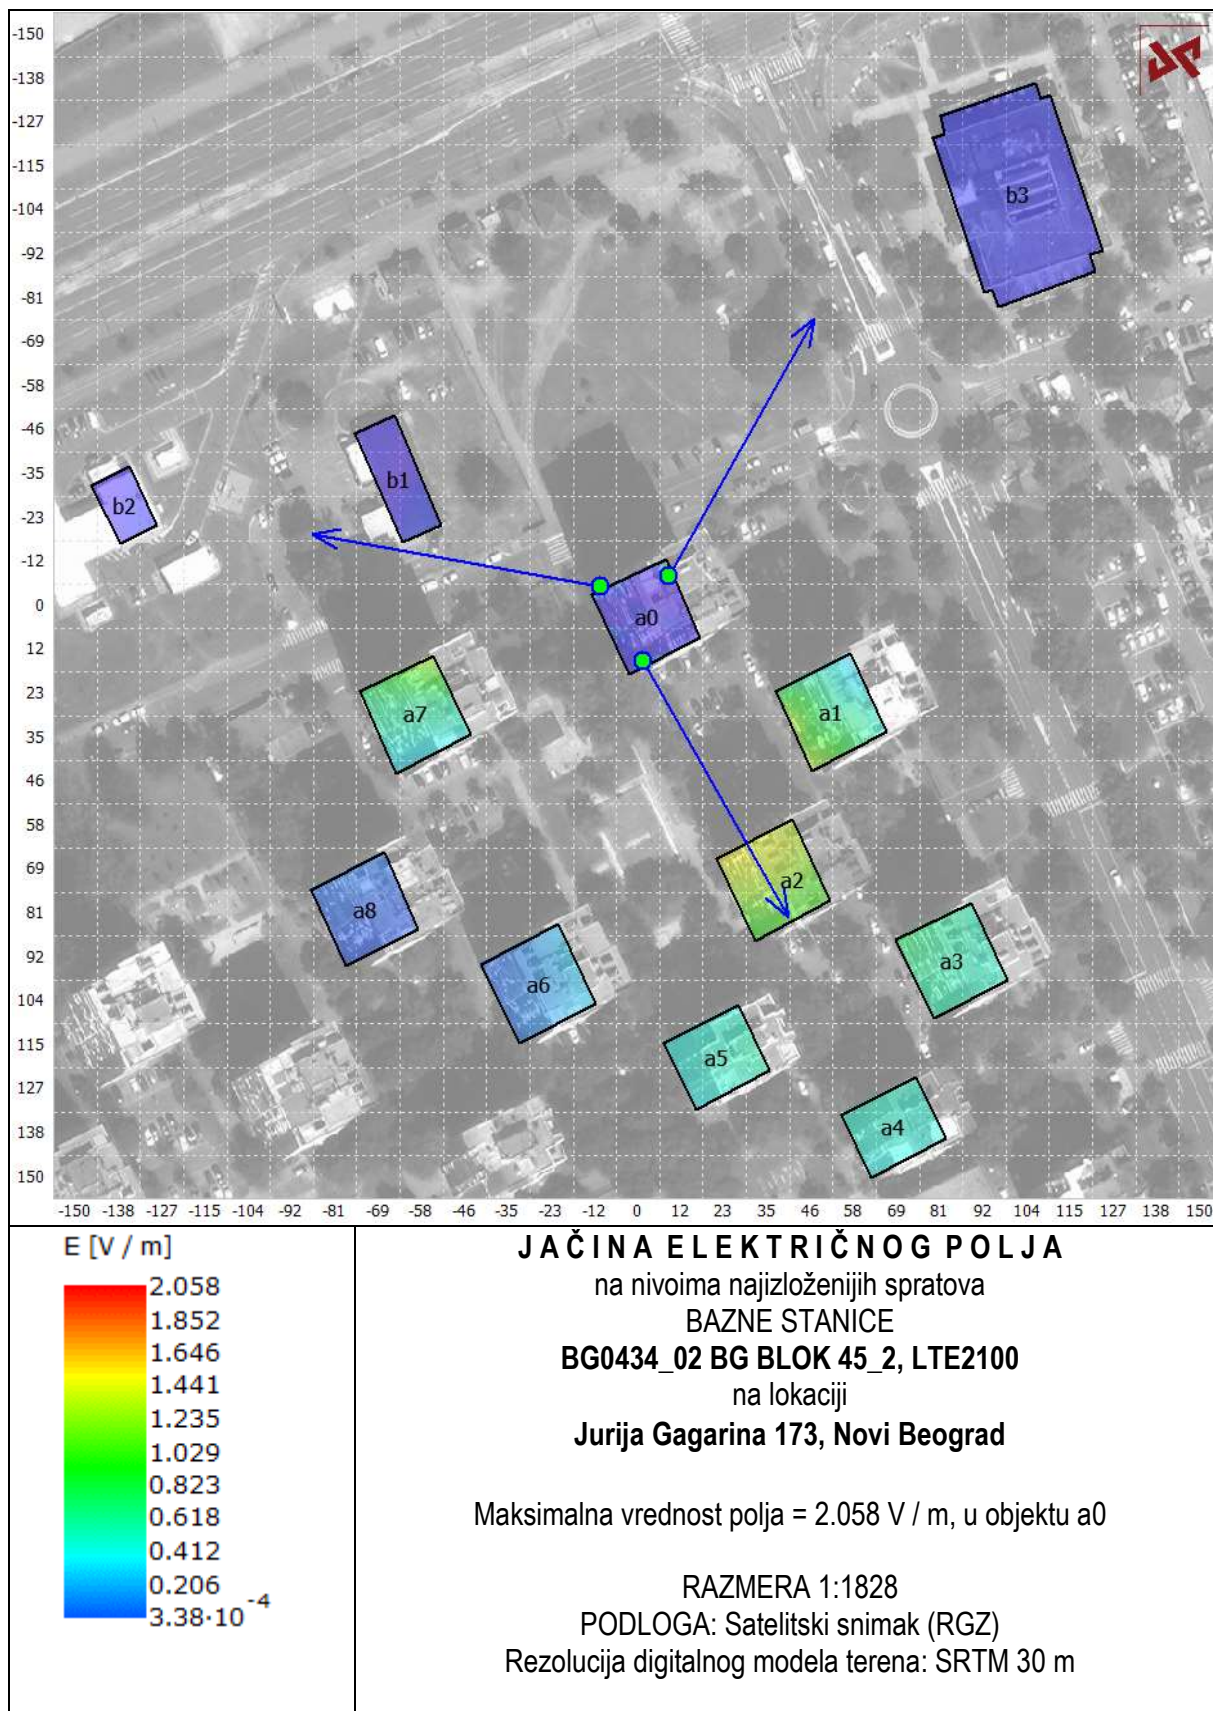 -150
-138
-127
-115
-104
-92
-81
-69
-58
-46
-35
-23
-12
0
12
23
35
46
58
69
81
92
104
115
127
138
150
b3
b1
b2
a0
a7
a1
a2
a8
a3
a6
a5
a4
-150 -138 -127 -115 -104 -92 -81 -69 -58 -46 -35 -23 -12 0 12 23 35 46 58 69 81 92 104 115 127 138 150
E [V / m]
2.058
1.852
1.646
1.441
1.235
1.029
0.823
0.618
0.412
0.206
3.38·10⁻⁴
JAČINA ELEKTRIČNOG POLJA
na nivoima najizloženijih spratova
BAZNE STANICE
BG0434_02 BG BLOK 45_2, LTE2100
na lokaciji
Jurija Gagarina 173, Novi Beograd
Maksimalna vrednost polja = 2.058 V / m, u objektu a0
RAZMERA 1:1828
PODLOGA: Satelitski snimak (RGZ)
Rezolucija digitalnog modela terena: SRTM 30 m